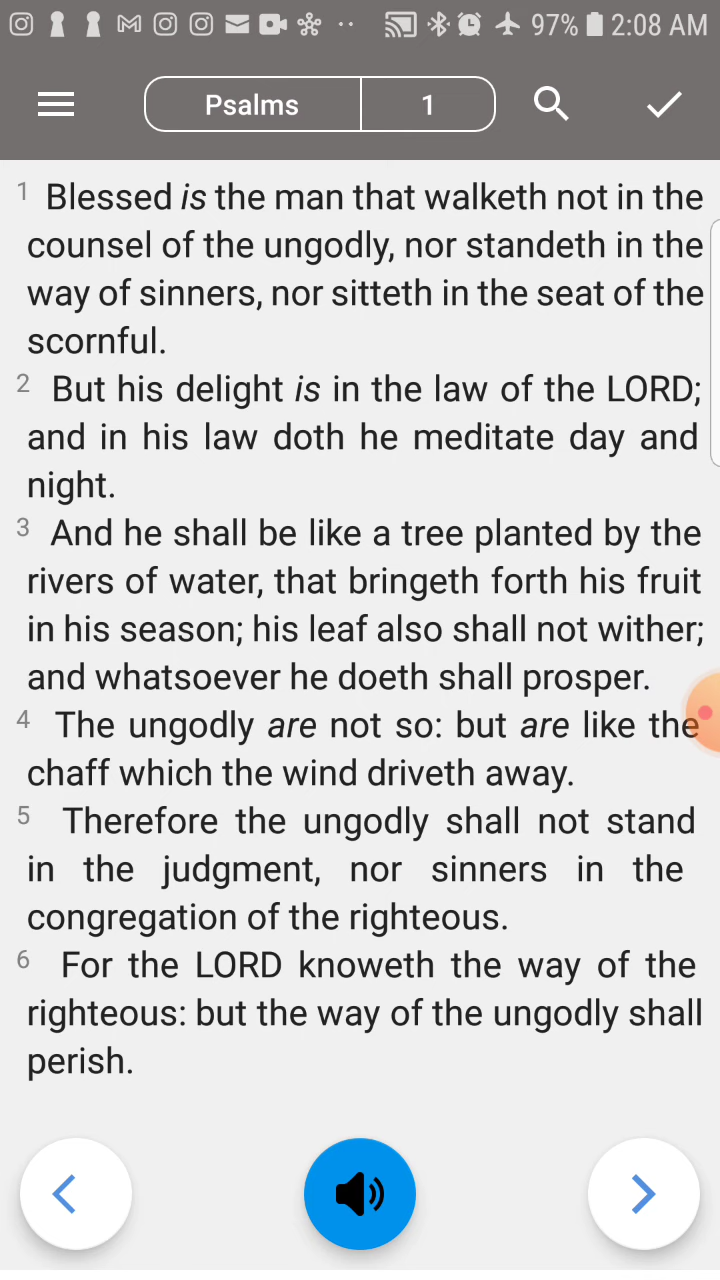 97% 2:08 AM
Psalms 1
1 Blessed is the man that walketh not in the
counsel of the ungodly, nor standeth in the
way of sinners, nor sitteth in the seat of the
scornful.
2 But his delight is in the law of the LORD;
and in his law doth he meditate day and
night.
3 And he shall be like a tree planted by the
rivers of water, that bringeth forth his fruit
in his season; his leaf also shall not wither;
and whatsoever he doeth shall prosper.
4 The ungodly are not so: but are like the
chaff which the wind driveth away.
5 Therefore the ungodly shall not stand
in the judgment, nor sinners in the
congregation of the righteous.
6 For the LORD knoweth the way of the
righteous: but the way of the ungodly shall
perish.